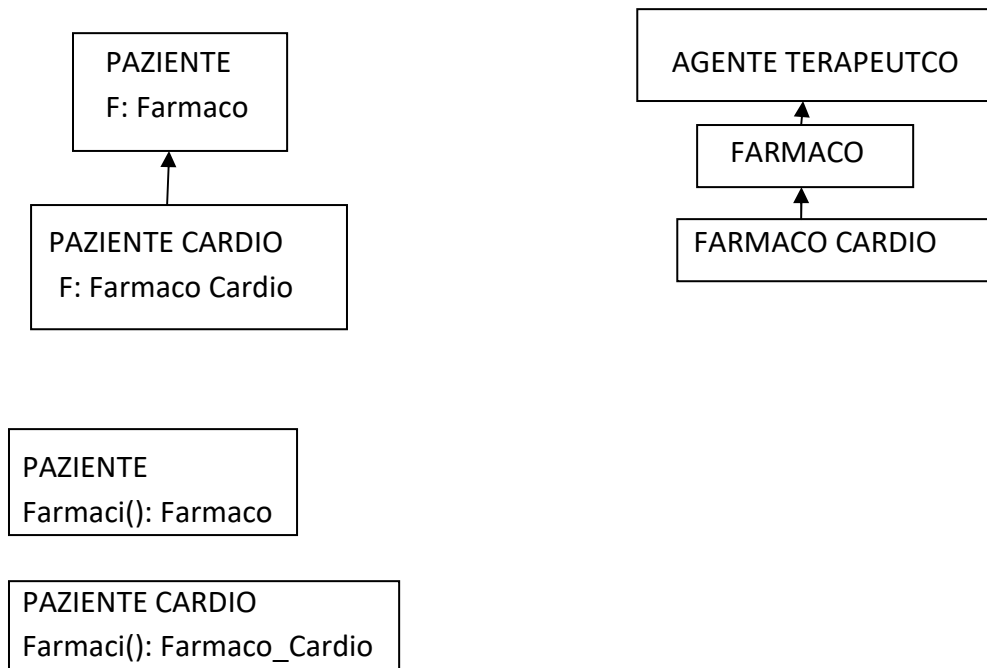 PAZIENTE
F: Farmaco
PAZIENTE CARDIO
F: Farmaco Cardio
AGENTE TERAPEUTCO
FARMACO
FARMACO CARDIO
PAZIENTE
Farmaci(): Farmaco
PAZIENTE CARDIO
Farmaci(): Farmaco_Cardio